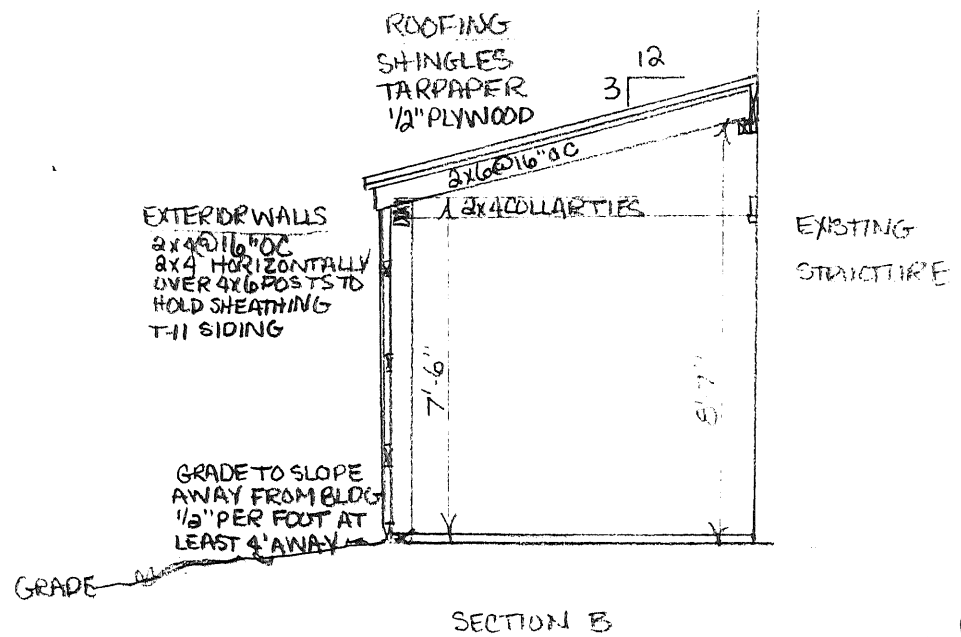 ROOFING
SHINGLES
TARPAPER
1/2" PLYWOOD
12
3
2x6@16"OC
2x4 COLLARTIES
EXTERIOR WALLS
2x4@16"OC
2x4 HORIZONTALLY
OVER 4x6 POSTS TO
HOLD SHEATHING
T-11 SIDING
EXISTING
STRUCTURE
7'-6"
GRADE TO SLOPE
AWAY FROM BLDG
1/2" PER FOOT AT
LEAST 4' AWAY
GRADE
SECTION B